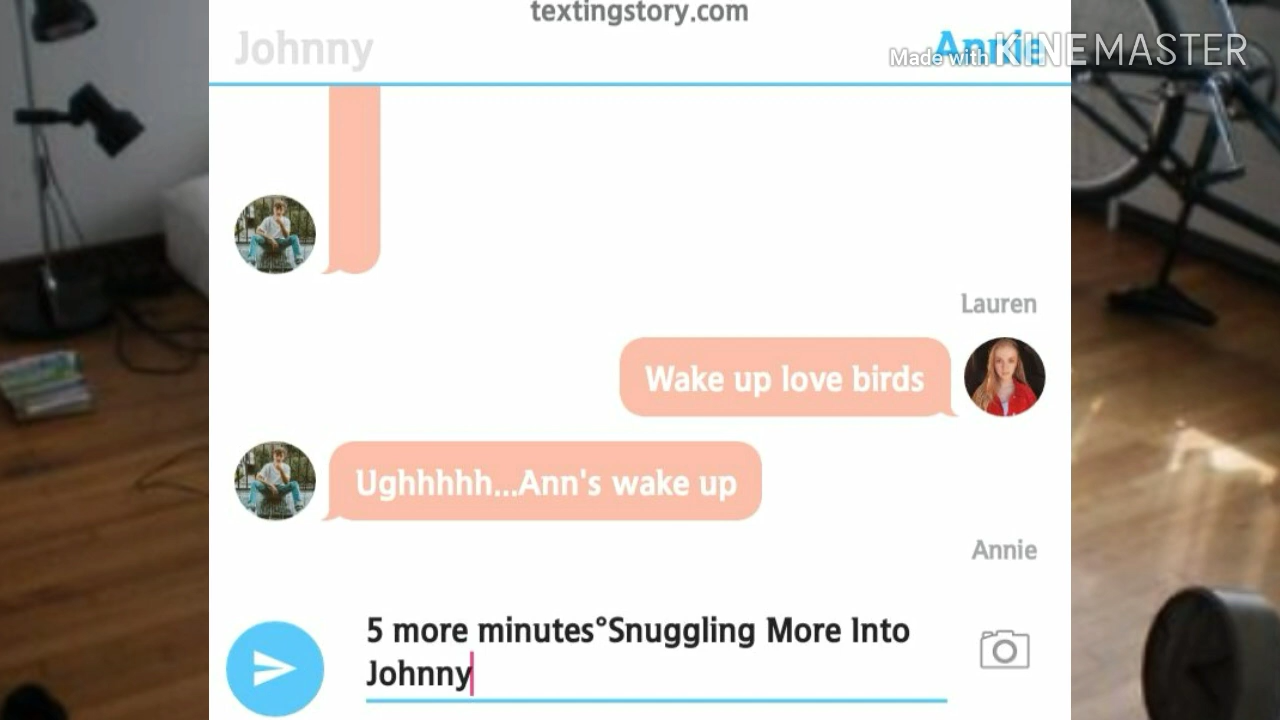 textingstory.com
Johnny
Annie
Made with KINEMASTER
Lauren
Wake up love birds
Ughhhhh...Ann's wake up
Annie
5 more minutes°Snuggling More Into
Johnny